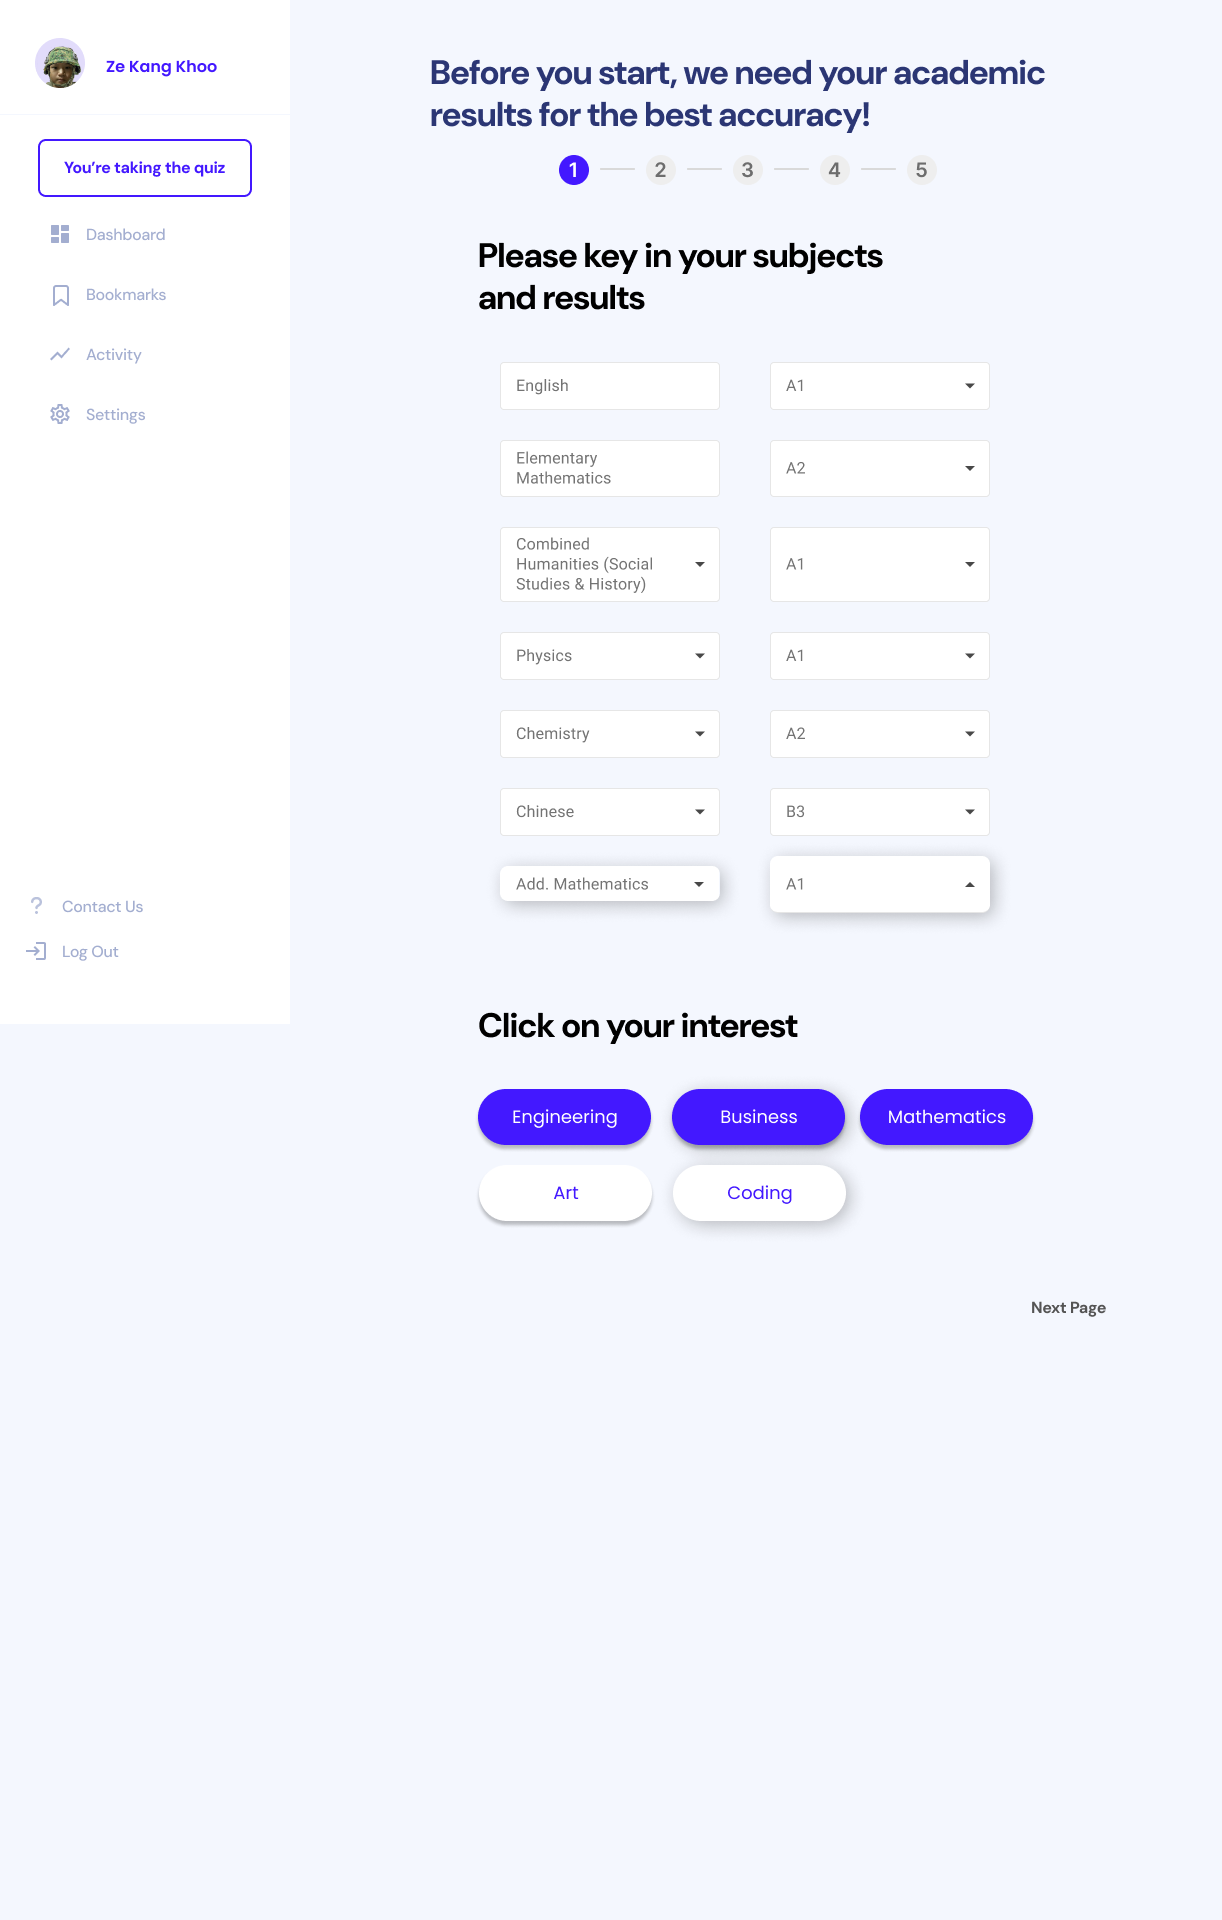 Ze Kang Khoo
You’re taking the quiz
Dashboard
Bookmarks
Activity
Settings
Contact Us
Log Out
Before you start, we need your academic
results for the best accuracy!
1 2 3 4 5
Please key in your subjects
and results
English
A1
Elementary
Mathematics
A2
Combined
Humanities (Social
Studies & History)
A1
Physics
A1
Chemistry
A2
Chinese
B3
Add. Mathematics
A1
Click on your interest
Engineering
Business
Mathematics
Art
Coding
Next Page